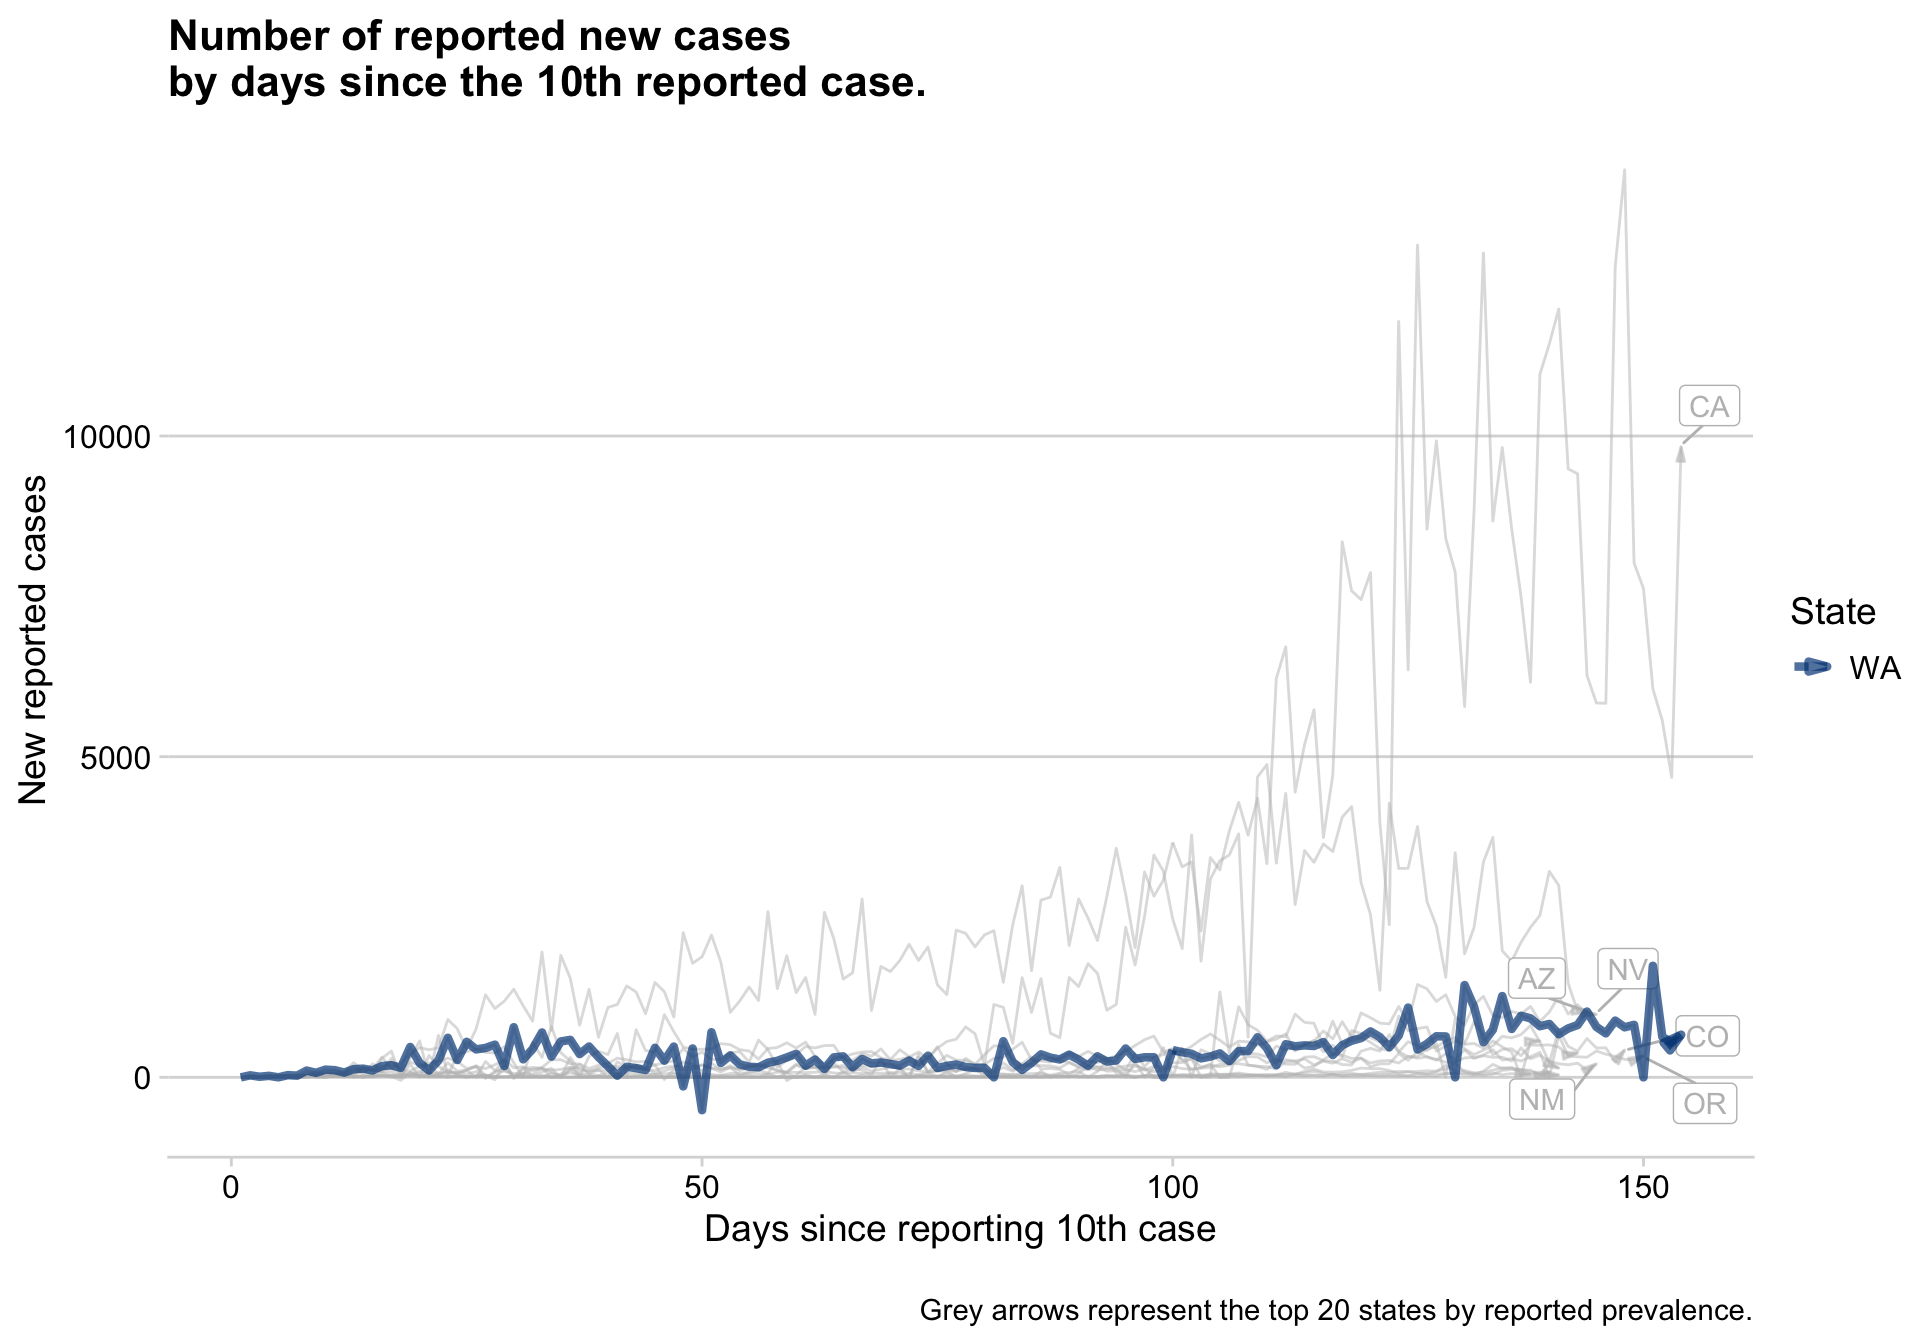 Number of reported new cases
by days since the 10th reported case.
New reported cases
10000
5000
0
CA
AZ
NV
CO
NM
OR
0
50
100
150
Days since reporting 10th case
State
WA
Grey arrows represent the top 20 states by reported prevalence.